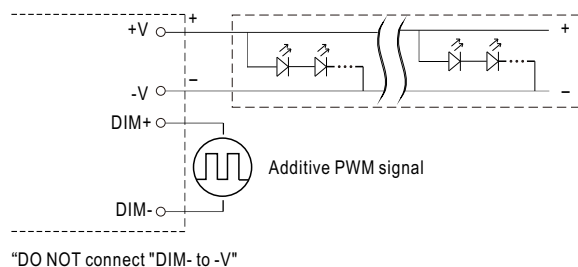 +V + +
-V – –
DIM+
Additive PWM signal
DIM-
“DO NOT connect "DIM- to -V"